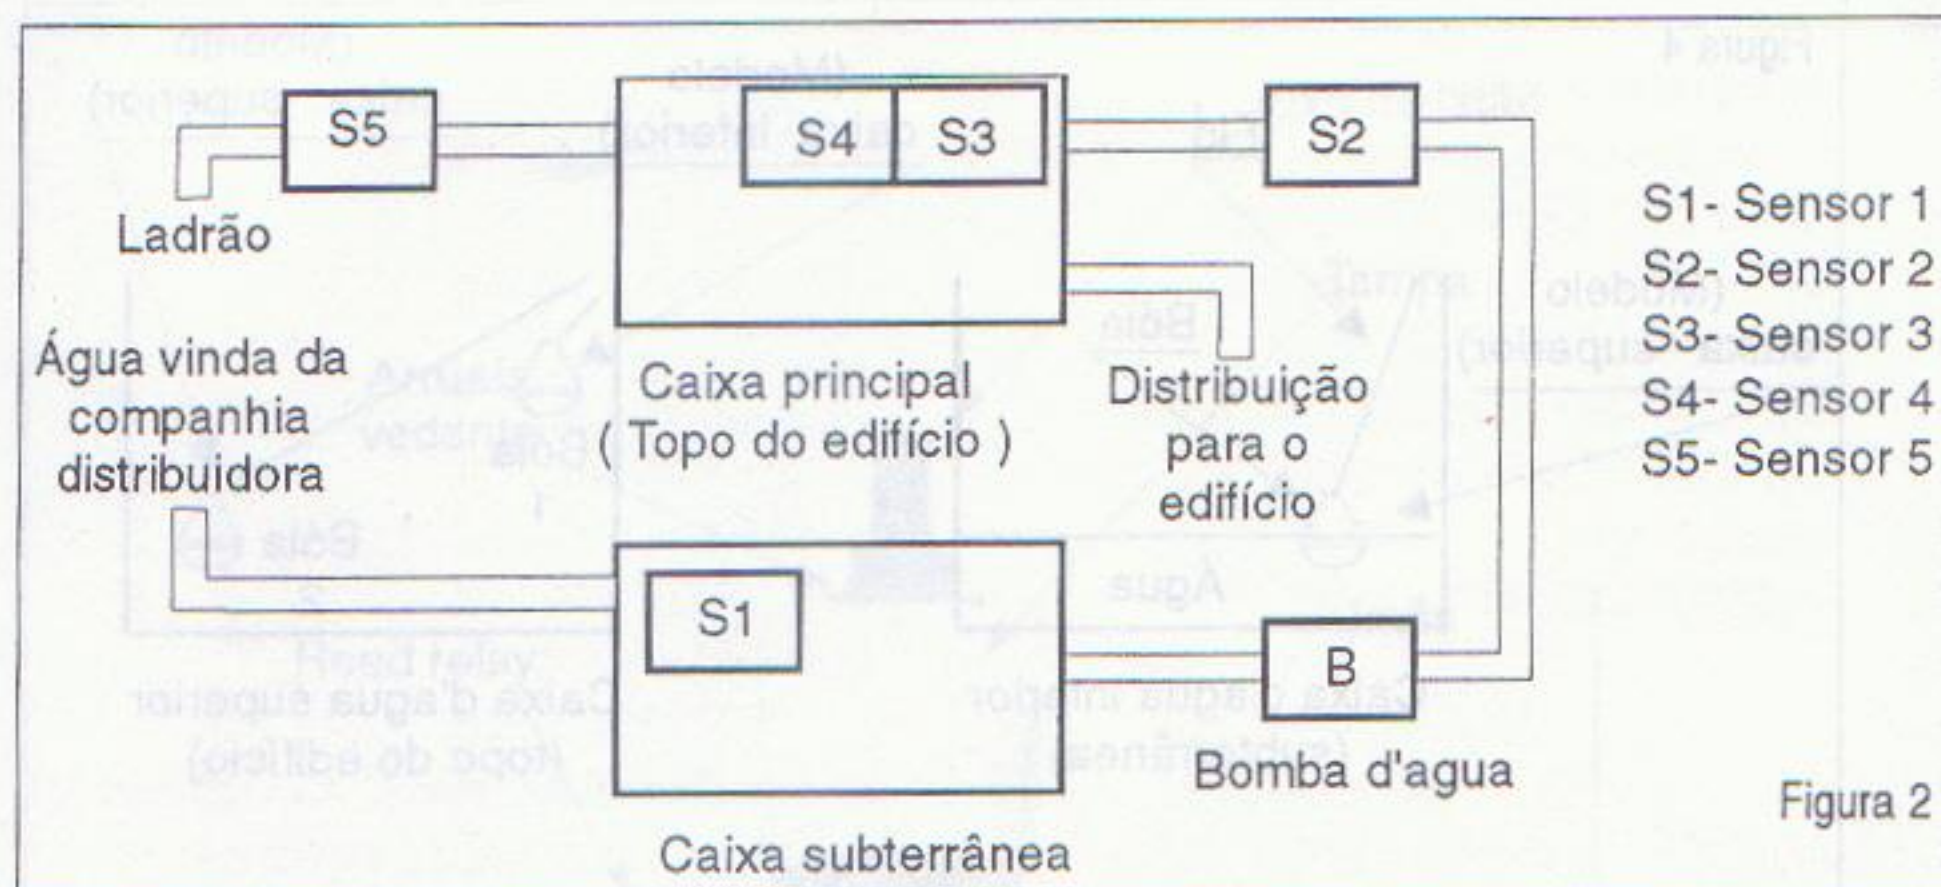 S5
S4
S3
S2
Ladrão
S1- Sensor 1
S2- Sensor 2
S3- Sensor 3
S4- Sensor 4
S5- Sensor 5
Água vinda da
companhia
distribuidora
Caixa principal
( Topo do edifício )
Distribuição
para o
edifício
S1
B
Bomba d'agua
Caixa subterrânea
Figura 2